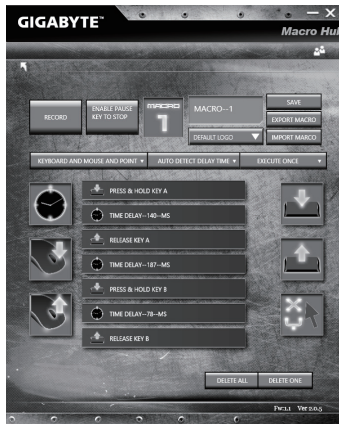 GIGABYTE™
Macro Hub
RECORD
ENABLE PAUSE
KEY TO STOP
MACRO
1
MACRO--1
DEFAULT LOGO
SAVE
EXPORT MACRO
IMPORT MARCO
KEYBOARD AND MOUSE AND POINT
AUTO DETECT DELAY TIME
EXECUTE ONCE
PRESS & HOLD KEY A
TIME DELAY--140--MS
RELEASE KEY A
TIME DELAY--187--MS
PRESS & HOLD KEY B
TIME DELAY--78--MS
RELEASE KEY B
DELETE ALL
DELETE ONE
Fw:1.1 Ver 2.0.5